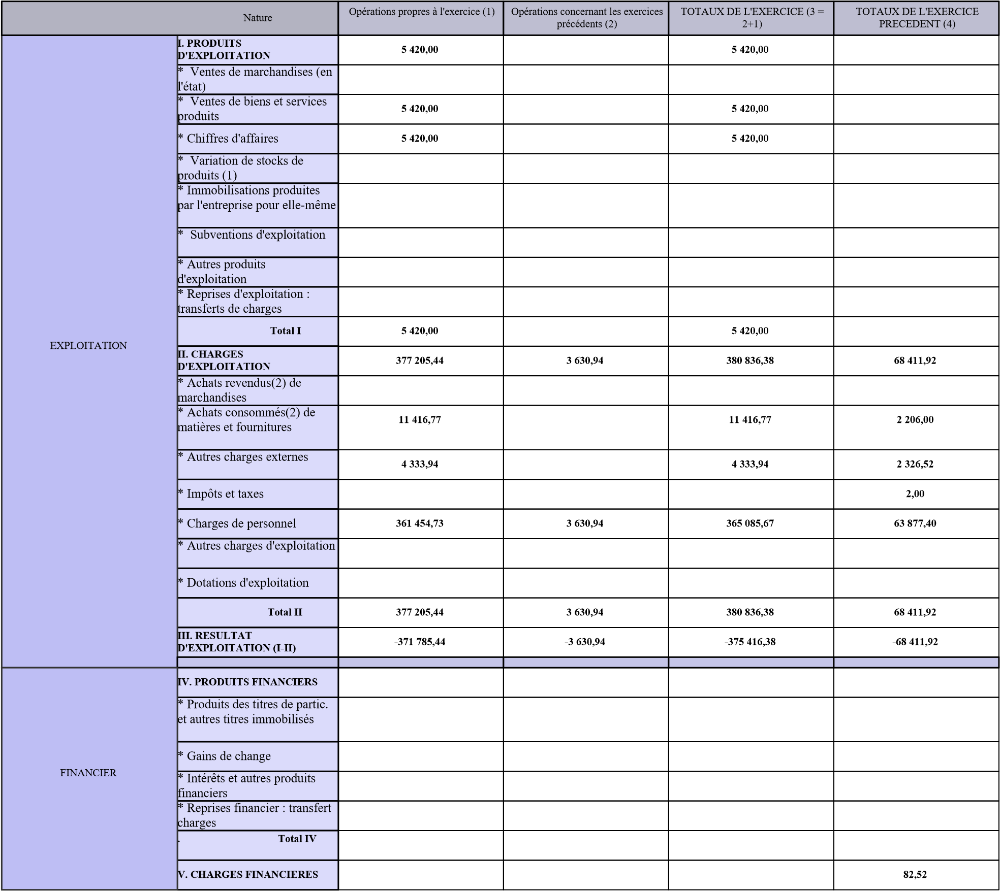 Nature
Opérations propres à l'exercice (1)
Opérations concernant les exercices
précédents (2)
TOTAUX DE L'EXERCICE (3 =
2+1)
TOTAUX DE L'EXERCICE
PRECEDENT (4)
EXPLOITATION
I. PRODUITS
D'EXPLOITATION
5 420,00
5 420,00
* Ventes de marchandises (en
l'état)
* Ventes de biens et services
produits
5 420,00
5 420,00
* Chiffres d'affaires
5 420,00
5 420,00
* Variation de stocks de
produits (1)
* Immobilisations produites
par l'entreprise pour elle-même
* Subventions d'exploitation
* Autres produits
d'exploitation
* Reprises d'exploitation :
transferts de charges
Total I
5 420,00
5 420,00
II. CHARGES
D'EXPLOITATION
377 205,44
3 630,94
380 836,38
68 411,92
* Achats revendus(2) de
marchandises
* Achats consommés(2) de
matières et fournitures
11 416,77
11 416,77
2 206,00
* Autres charges externes
4 333,94
4 333,94
2 326,52
* Impôts et taxes
2,00
* Charges de personnel
361 454,73
3 630,94
365 085,67
63 877,40
* Autres charges d'exploitation
* Dotations d'exploitation
Total II
377 205,44
3 630,94
380 836,38
68 411,92
III. RESULTAT
D'EXPLOITATION (I-II)
-371 785,44
-3 630,94
-375 416,38
-68 411,92
FINANCIER
IV. PRODUITS FINANCIERS
* Produits des titres de partic.
et autres titres immobilisés
* Gains de change
* Intérêts et autres produits
financiers
* Reprises financier : transfert
charges
. Total IV
V. CHARGES FINANCIERES
82,52